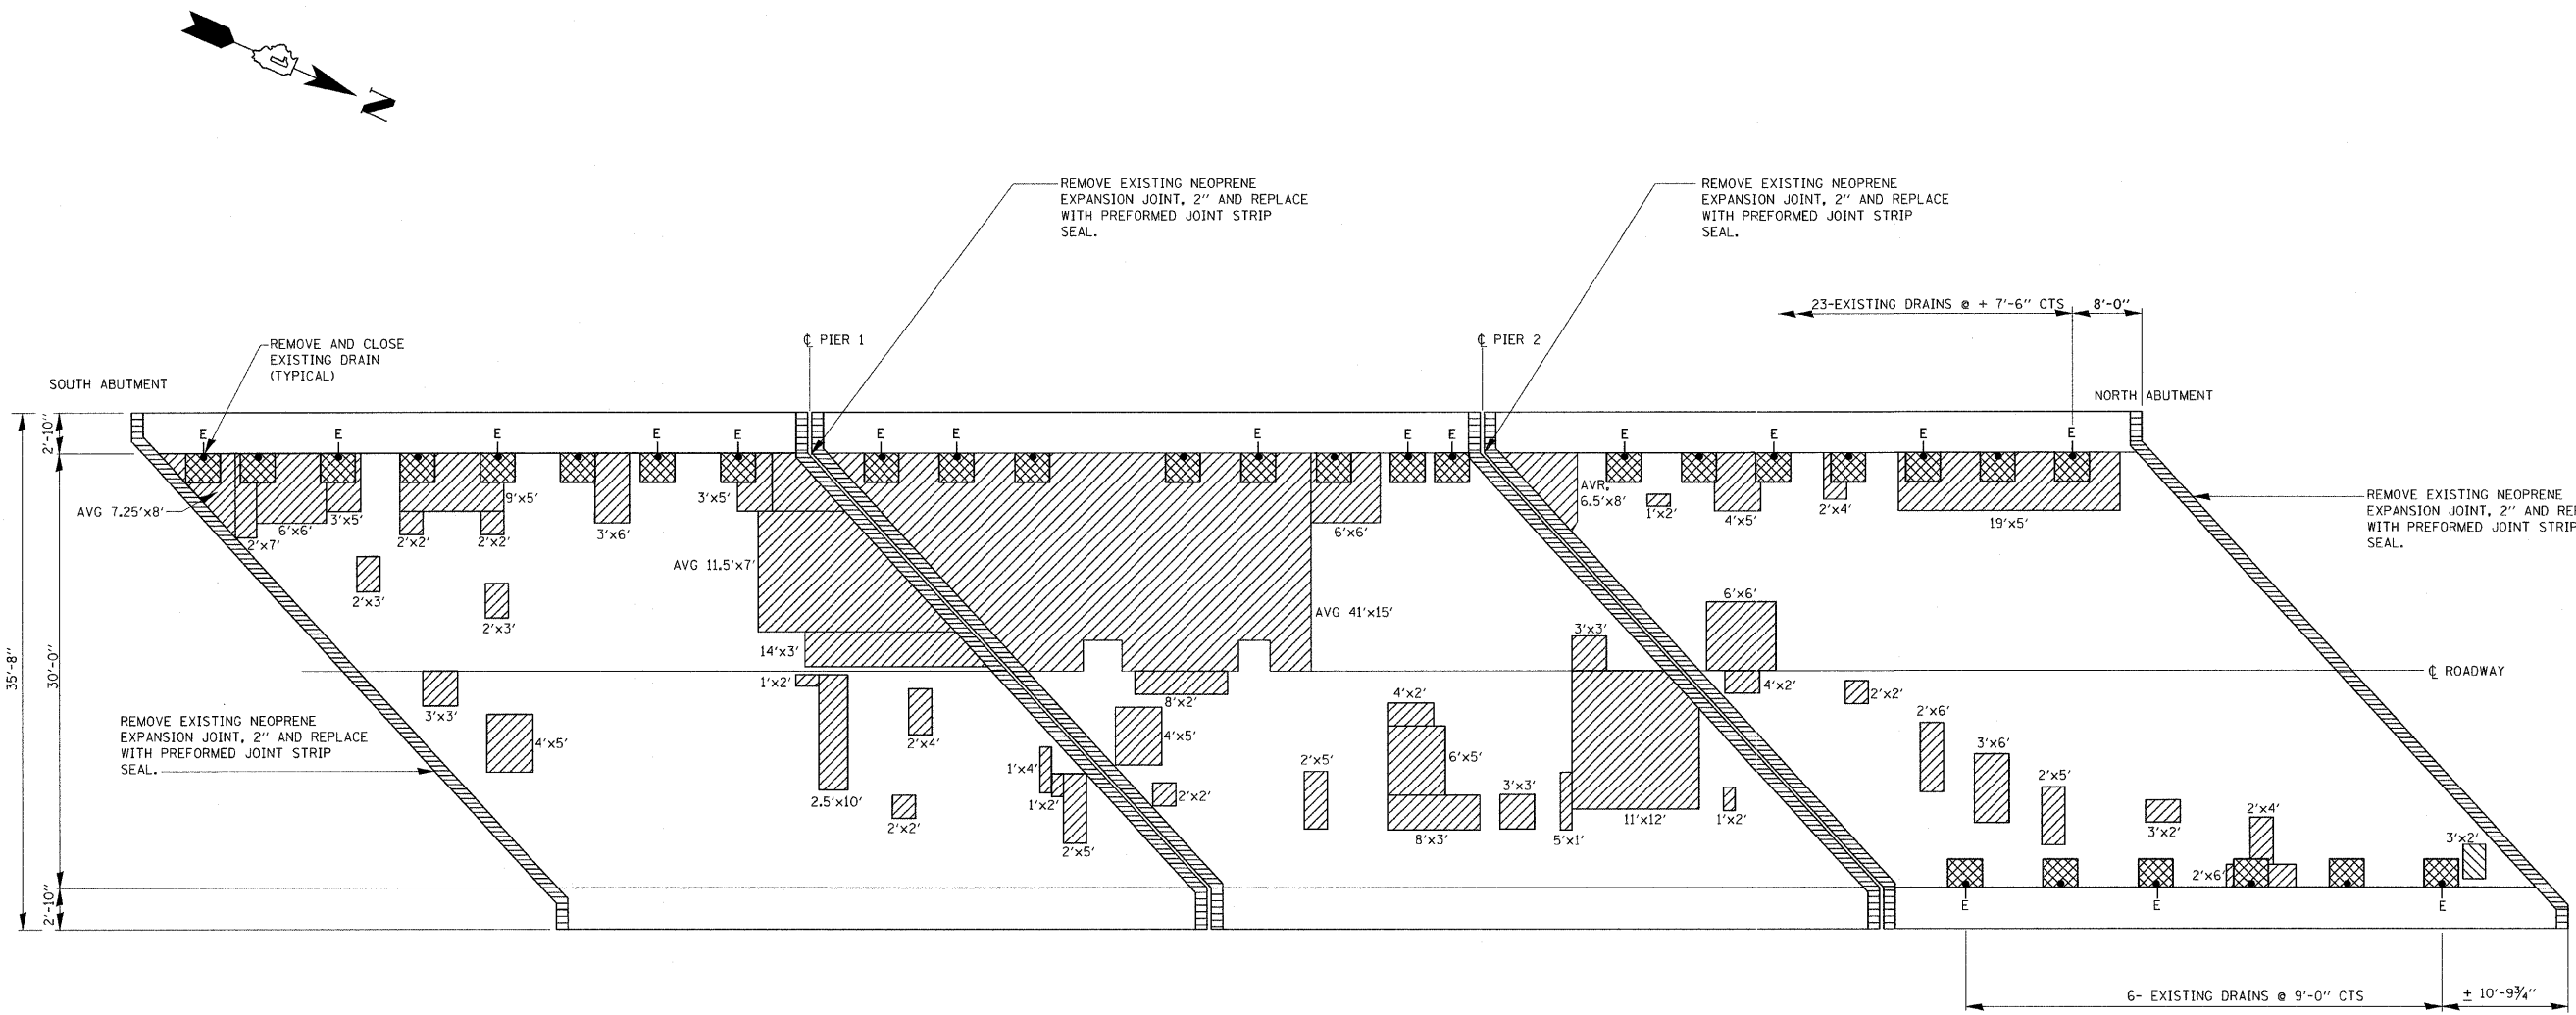 N
REMOVE EXISTING NEOPRENE
EXPANSION JOINT, 2" AND REPLACE
WITH PREFORMED JOINT STRIP
SEAL.
REMOVE EXISTING NEOPRENE
EXPANSION JOINT, 2" AND REPLACE
WITH PREFORMED JOINT STRIP
SEAL.
23-EXISTING DRAINS @ + 7'-6" CTS
8'-0"
REMOVE AND CLOSE
EXISTING DRAIN
(TYPICAL)
℄ PIER 1
℄ PIER 2
SOUTH ABUTMENT
NORTH ABUTMENT
2'-10"
E
E
E
E
E
E
E
E
E
E
E
E
E
E
AVG 7.25'x8'
2'x7'
6'x6'
3'x5'
2'x2'
2'x2'
9'x5'
3'x6'
3'x5'
6'x6'
AVR.
6.5'x8'
1'x2'
4'x5'
2'x4'
19'x5'
REMOVE EXISTING NEOPRENE
EXPANSION JOINT, 2" AND RE
WITH PREFORMED JOINT STRIP
SEAL.
2'x3'
2'x3'
AVG 11.5'x7'
AVG 41'x15'
6'x6'
3'x3'
14'x3'
35'-8"
30'-0"
℄ ROADWAY
1'x2'
8'x2'
4'x2'
4'x2'
2'x2'
3'x3'
4'x5'
2'x4'
4'x5'
6'x5'
2'x6'
3'x6'
REMOVE EXISTING NEOPRENE
EXPANSION JOINT, 2" AND REPLACE
WITH PREFORMED JOINT STRIP
SEAL.
1'x4'
2'x5'
2'x5'
2.5'x10'
1'x2'
2'x2'
2'x2'
3'x3'
11'x12'
1'x2'
3'x2'
2'x4'
3'x2'
2'x5'
8'x3'
5'x1'
2'x6'
2'-10"
E
E
E
6- EXISTING DRAINS @ 9'-0" CTS
± 10'-9¾"